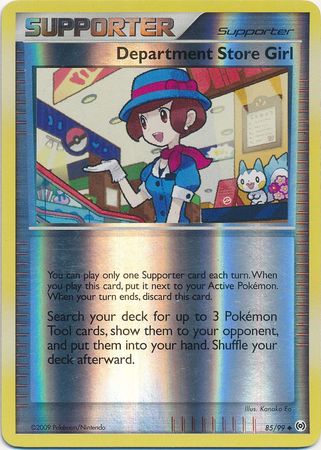 SUPPORTER
Supporter
Department Store Girl
You can play only one Supporter card each turn. When
you play this card, put it next to your Active Pokémon.
When your turn ends, discard this card.
Search your deck for up to 3 Pokémon
Tool cards, show them to your opponent,
and put them into your hand. Shuffle your
deck afterward.
Illus. Kanako Eo
©2009 Pokémon/Nintendo
85/99